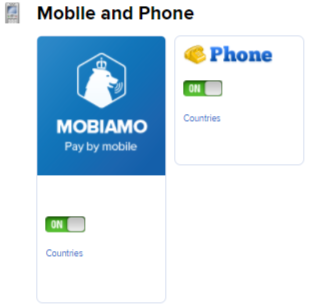 Mobile and Phone
MOBIAMO
Pay by mobile
ON
Countries
Phone
ON
Countries